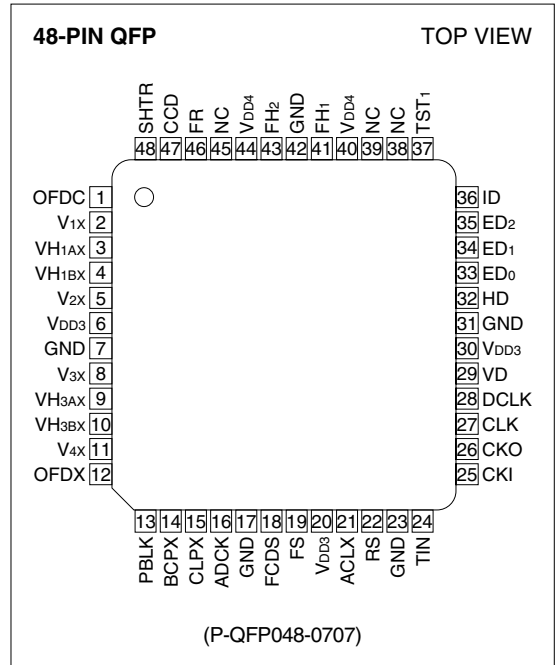 48-PIN QFP TOP VIEW
SHTR CCD FR NC VDD4 FH2 GND FH1 VDD4 NC NC TST1
48 47 46 45 44 43 42 41 40 39 38 37
OFDC 1
V1X 2
VH1AX 3
VH1BX 4
V2X 5
VDD3 6
GND 7
V3X 8
VH3AX 9
VH3BX 10
V4X 11
OFDX 12
36 ID
35 ED2
34 ED1
33 ED0
32 HD
31 GND
30 VDD3
29 VD
28 DCLK
27 CLK
26 CKO
25 CKI
13 14 15 16 17 18 19 20 21 22 23 24
PBLK BCPX CLPX ADCK GND FCDS FS VDD3 ACLX RS GND TIN
(P-QFP048-0707)